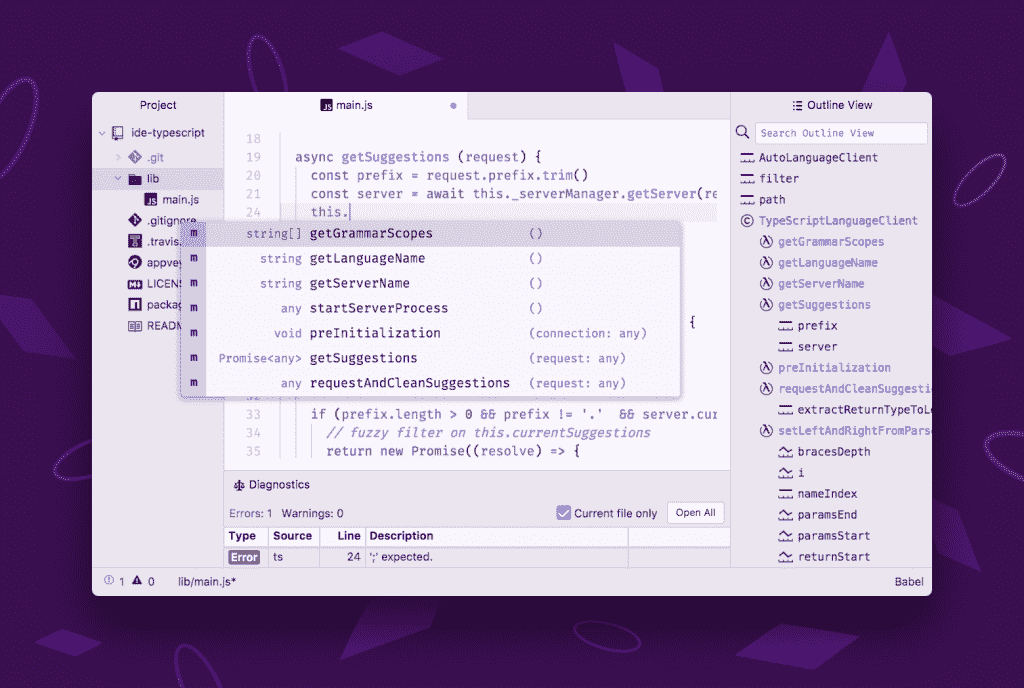 Project
ide-typescript
.git
lib
main.js
.gitignore
.travis.
appvey
LICEN
packag
READM
main.js
18
19 async getSuggestions (request) {
20 const prefix = request.prefix.trim()
21 const server = await this._serverManager.getServer(re
24 this.
m string[] getGrammarScopes ()
m string getLanguageName ()
m string getServerName ()
m any startServerProcess ()
m void preInitialization (connection: any)
m Promise<any> getSuggestions (request: any)
m any requestAndCleanSuggestions (request: any)
{
33 if (prefix.length > 0 && prefix != '.' && server.cur
34 // fuzzy filter on this.currentSuggestions
35 return new Promise((resolve) => {
Diagnostics
Errors: 1 Warnings: 0
Current file only
Open All
Type Source Line Description
Error ts 24 ';' expected.
Outline View
Search Outline View
AutoLanguageClient
filter
path
TypeScriptLanguageClient
getGrammarScopes
getLanguageName
getServerName
getSuggestions
prefix
server
preInitialization
requestAndCleanSuggesti
extractReturnTypeToLe
setLeftAndRightFromPars
bracesDepth
i
nameIndex
paramsEnd
paramsStart
returnStart
1 0 lib/main.js*
Babel